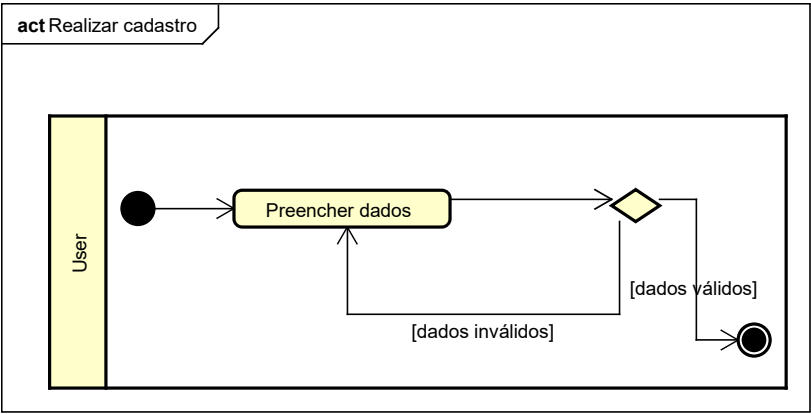 act Realizar cadastro
User
Preencher dados
[dados válidos]
[dados inválidos]